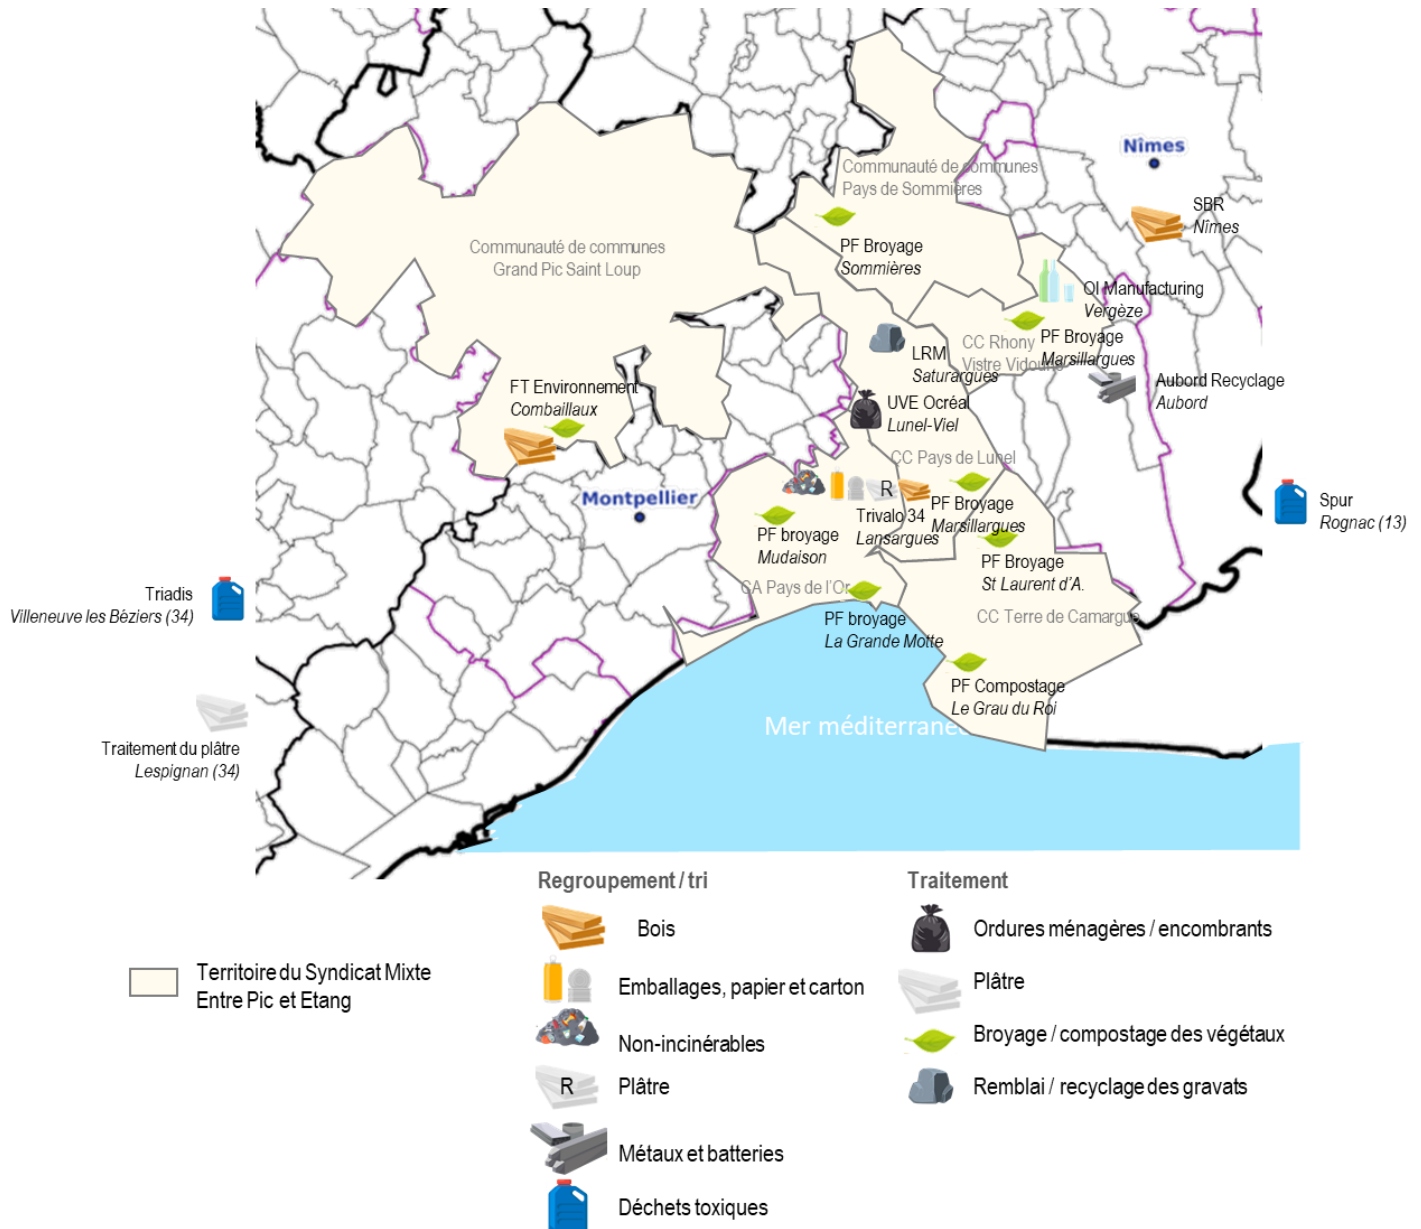 Nîmes
Communauté de communes
Pays de Sommières
SBR
Nîmes
PF Broyage
Sommières
Communauté de communes
Grand Pic Saint Loup
OI Manufacturing
Vergèze
CC Rhony
Vistre Vidourle
PF Broyage
Marsillargues
LRM
Saturargues
Aubord Recyclage
Aubord
FT Environnement
Combaillaux
UVE Ocréal
Lunel-Viel
CC Pays de Lunel
Montpellier
R
Trivalo 34
Lansargues
PF Broyage
Marsillargues
Spur
Rognac (13)
PF broyage
Mudaison
PF Broyage
St Laurent d'A.
Triadis
Villeneuve les Béziers (34)
CA Pays de l'Or
PF broyage
La Grande Motte
CC Terre de Camargue
PF Compostage
Le Grau du Roi
Mer méditerrané
Traitement du plâtre
Lespignan (34)
Territoire du Syndicat Mixte
Entre Pic et Etang
Regroupement / tri
Bois
Emballages, papier et carton
Non-incinérables
R
Plâtre
Métaux et batteries
Déchets toxiques
Traitement
Ordures ménagères / encombrants
Plâtre
Broyage / compostage des végétaux
Remblai / recyclage des gravats